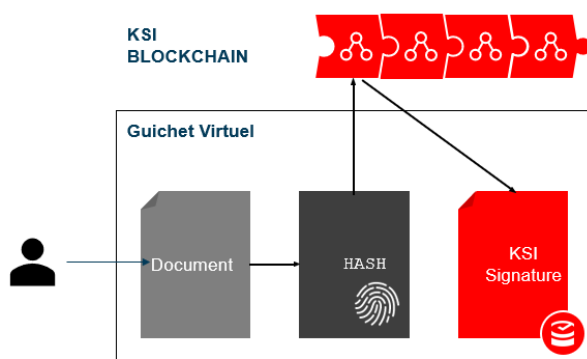 KSI
BLOCKCHAIN
Guichet Virtuel
Document
HASH
KSI
Signature